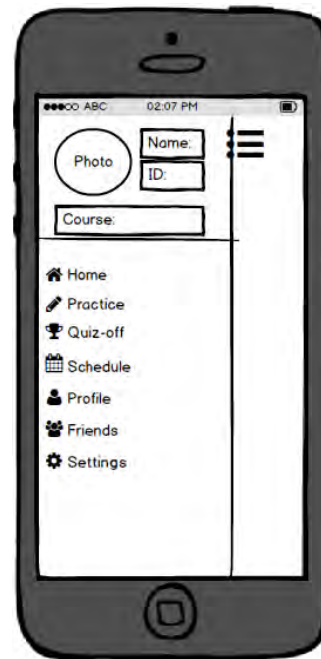 ABC 02:07 PM
Photo
Name:
ID:
Course:
Home
Practice
Quiz-off
Schedule
Profile
Friends
Settings